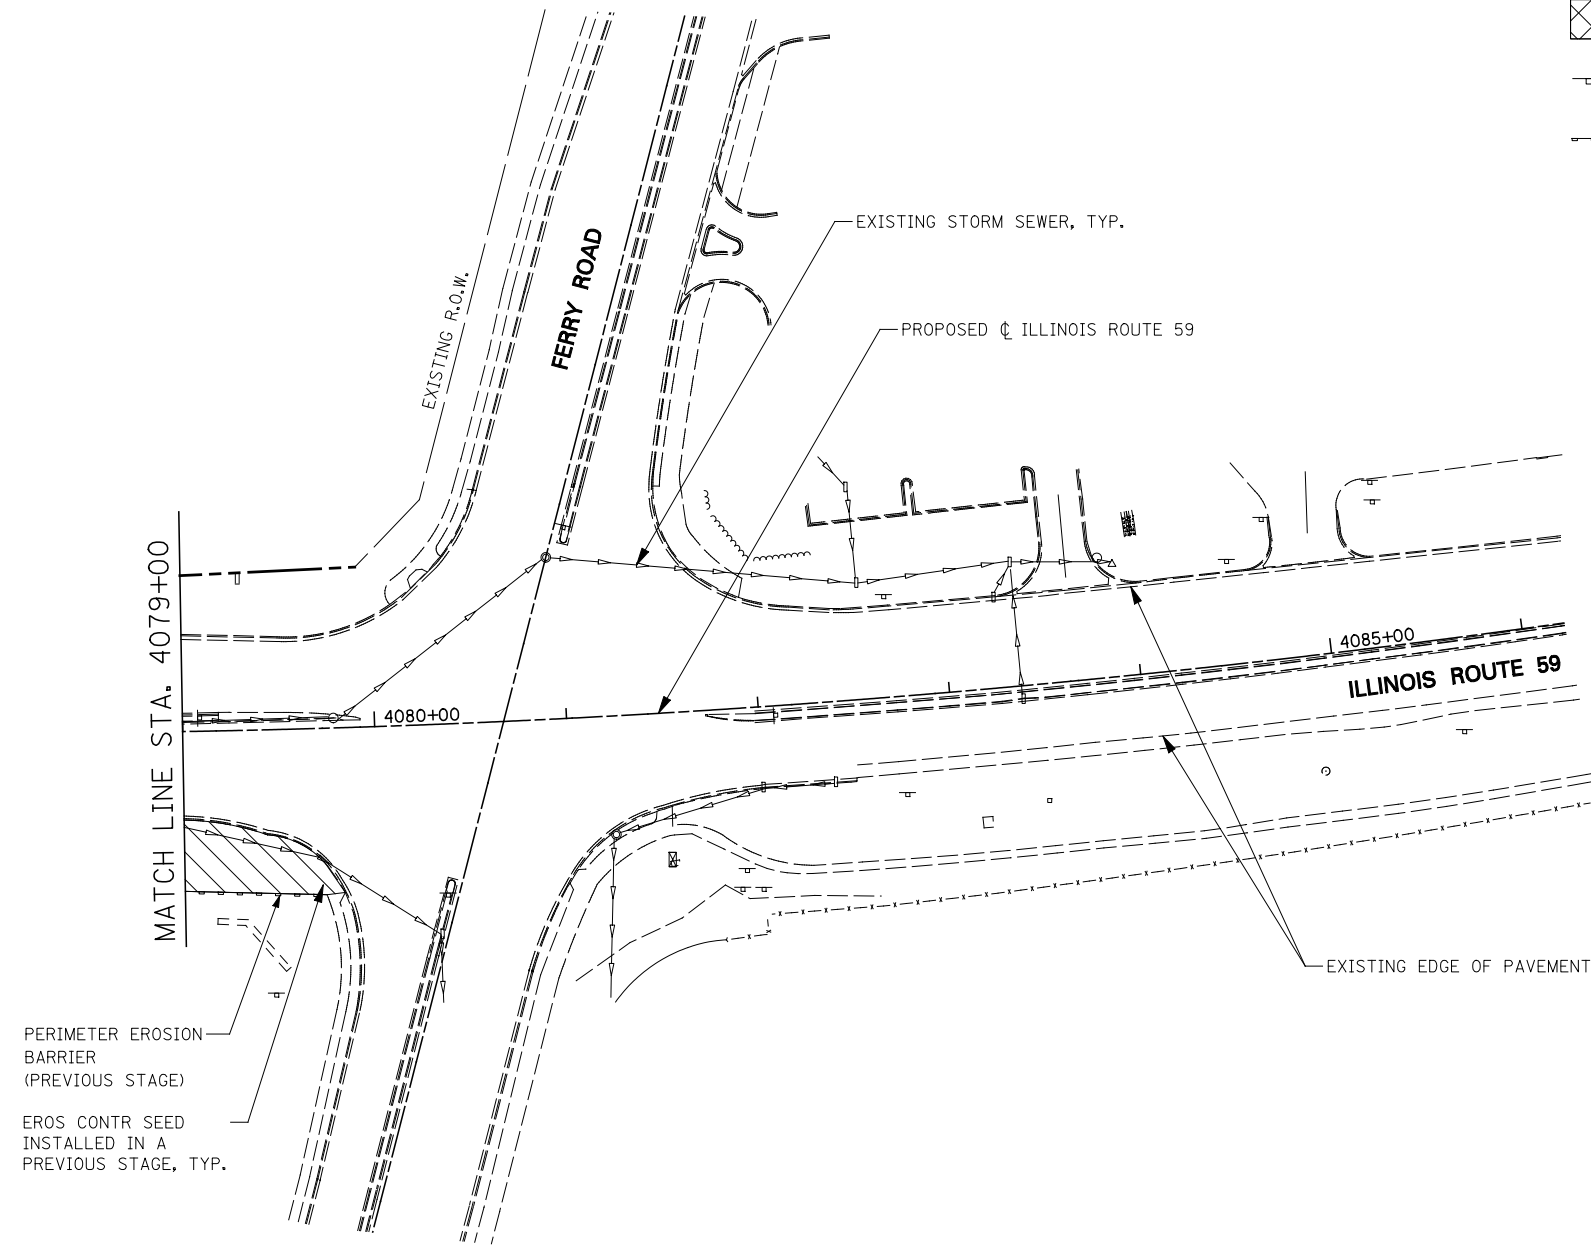 EXISTING STORM SEWER, TYP.
FERRY ROAD
EXISTING R.O.W.
PROPOSED ℄ ILLINOIS ROUTE 59
MATCH LINE STA. 4079+00
4085+00
ILLINOIS ROUTE 59
4080+00
EXISTING EDGE OF PAVEMENT
PERIMETER EROSION
BARRIER
(PREVIOUS STAGE)
EROS CONTR SEED
INSTALLED IN A
PREVIOUS STAGE, TYP.